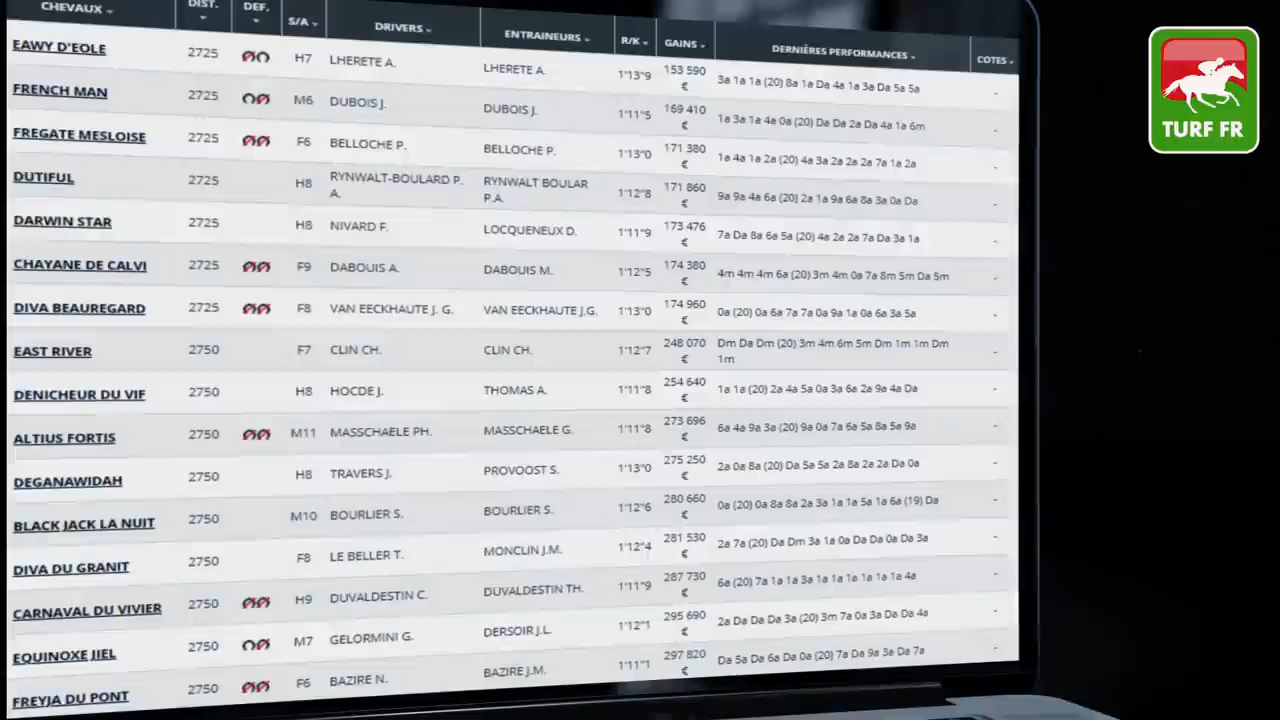 CHEVAUX DIST. DEF. S/A DRIVERS ENTRAINEURS R/K GAINS DERNIÈRES PERFORMANCES COTES
EAWY D'EOLE 2725 H7 LHERETE A. LHERETE A. 1'13"9 153 590 € 3a 1a 1a (20) 8a 1a Da 4a 1a 3a Da 5a 5a -
FRENCH MAN 2725 M6 DUBOIS J. DUBOIS J. 1'11"5 169 410 € 1a 3a 1a 4a 0a (20) Da Da 2a Da 4a 1a 6m -
FREGATE MESLOISE 2725 F6 BELLOCHE P. BELLOCHE P. 1'13"0 171 380 € 1a 4a 1a 2a (20) 4a 3a 2a 2a 2a 7a 1a 2a -
DUTIFUL 2725 H8 RYNWALT-BOULARD P. A. RYNWALT BOULAR P.A. 1'12"8 171 860 € 9a 9a 4a 6a (20) 2a 1a 9a 6a 8a 3a 0a Da -
DARWIN STAR 2725 H8 NIVARD F. LOCQUENEUX D. 1'11"9 173 476 € 7a Da 8a 6a 5a (20) 4a 2a 2a 7a Da 3a 1a -
CHAYANE DE CALVI 2725 F9 DABOUIS A. DABOUIS M. 1'12"5 174 380 € 4m 4m 4m 6a (20) 3m 4m 0a 7a 8m 5m Da 5m -
DIVA BEAUREGARD 2725 F8 VAN EECKHAUTE J. G. VAN EECKHAUTE J.G. 1'13"0 174 960 € 0a (20) 0a 6a 7a 7a 0a 9a 1a 0a 6a 3a 5a -
EAST RIVER 2750 F7 CLIN CH. CLIN CH. 1'12"7 248 070 € Dm Da Dm (20) 3m 4m 6m 5m Dm 1m 1m Dm 1m -
DENICHEUR DU VIF 2750 H8 HOCDE J. THOMAS A. 1'11"8 254 640 € 1a 1a (20) 2a 4a 5a 0a 3a 6a 2a 9a 4a Da -
ALTIUS FORTIS 2750 M11 MASSCHAELE PH. MASSCHAELE G. 1'11"8 273 696 € 6a 4a 9a 3a (20) 9a 0a 7a 6a 5a 8a 5a 9a -
DEGANAWIDAH 2750 H8 TRAVERS J. PROVOOST S. 1'13"0 275 250 € 2a 0a 8a (20) Da 5a 5a 2a 8a 2a 2a Da 0a -
BLACK JACK LA NUIT 2750 M10 BOURLIER S. BOURLIER S. 1'12"6 280 660 € 0a (20) 0a 8a 8a 2a 3a 1a 1a 5a 1a 6a (19) Da -
DIVA DU GRANIT 2750 F8 LE BELLER T. MONCLIN J.M. 1'12"4 281 530 € 2a 7a (20) Da Dm 3a 1a 0a Da Da 0a Da 3a -
CARNAVAL DU VIVIER 2750 H9 DUVALDESTIN C. DUVALDESTIN TH. 1'11"9 287 730 € 6a (20) 7a 1a 1a 3a 1a 1a 1a 1a 1a 1a 4a -
EQUINOXE JIEL 2750 M7 GELORMINI G. DERSOIR J.L. 1'12"1 295 690 € 2a Da Da Da 3a (20) 3m 7a 0a 3a Da Da 4a -
FREYJA DU PONT 2750 F6 BAZIRE N. BAZIRE J.M. 1'11"1 297 820 € Da 5a Da 6a Da 0a (20) 7a Da 9a 3a Da 7a -
TURF FR